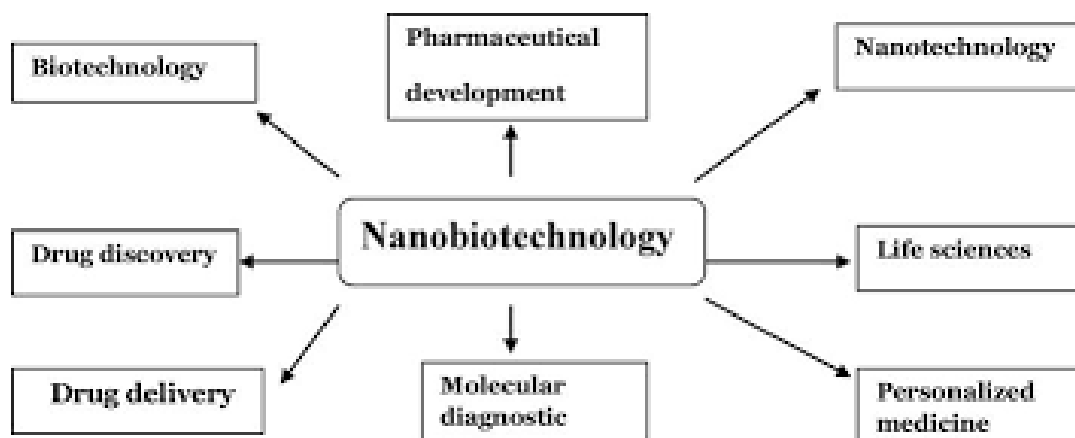 Biotechnology
Pharmaceutical
development
Nanotechnology
Drug discovery
Nanobiotechnology
Life sciences
Drug delivery
Molecular
diagnostic
Personalized
medicine